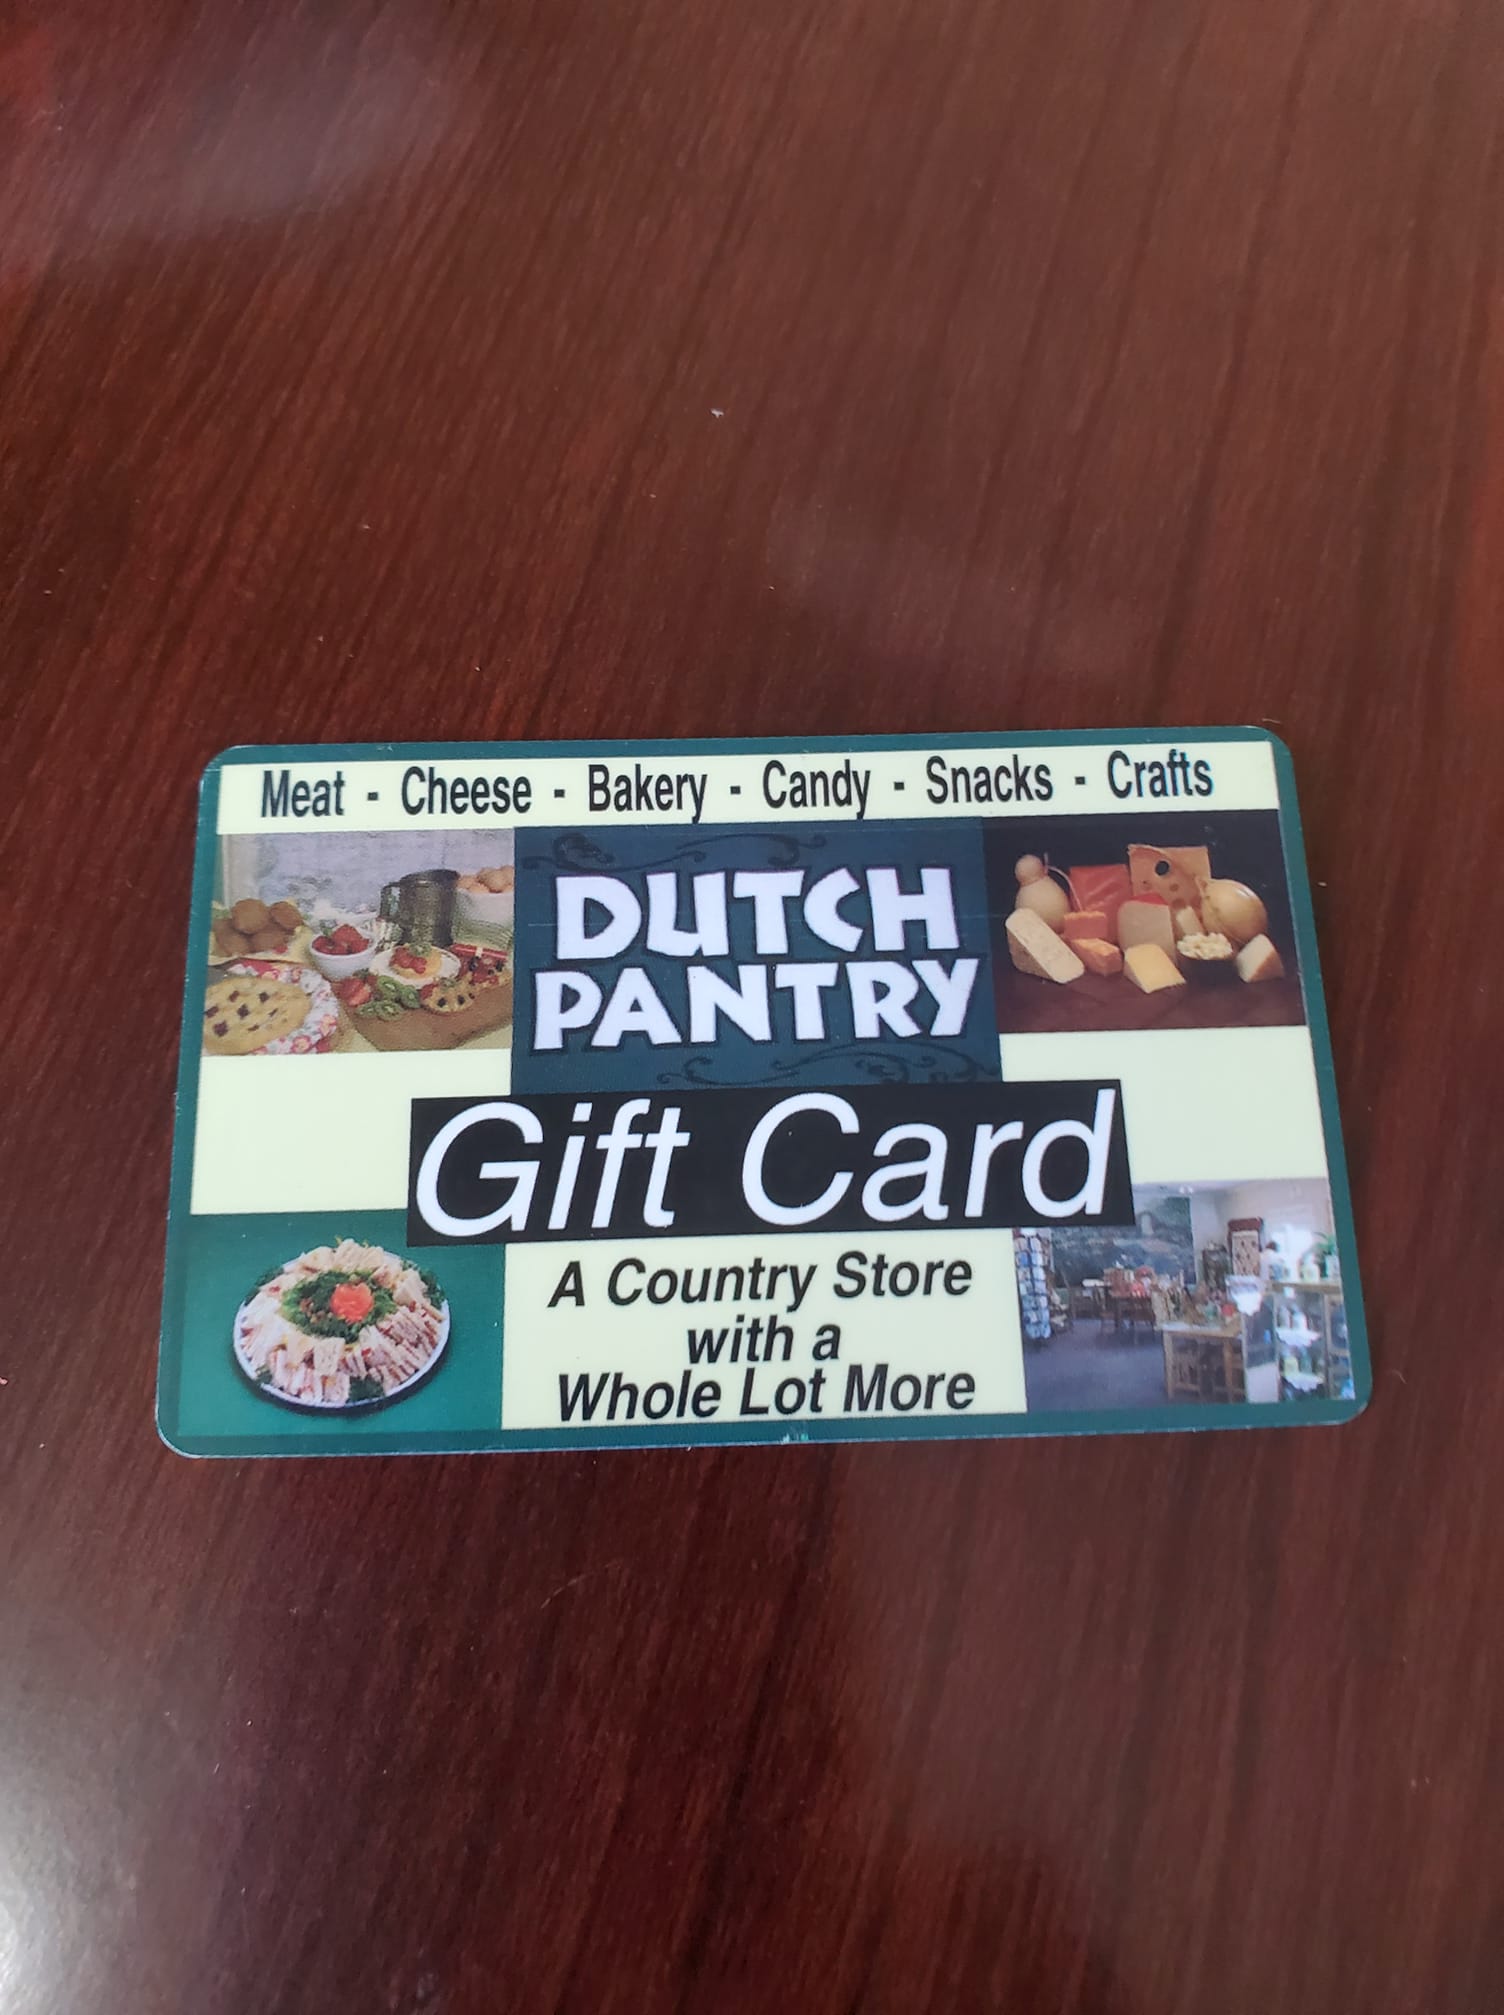 Meat - Cheese - Bakery - Candy - Snacks - Crafts
DUTCH
PANTRY
Gift Card
A Country Store
with a
Whole Lot More